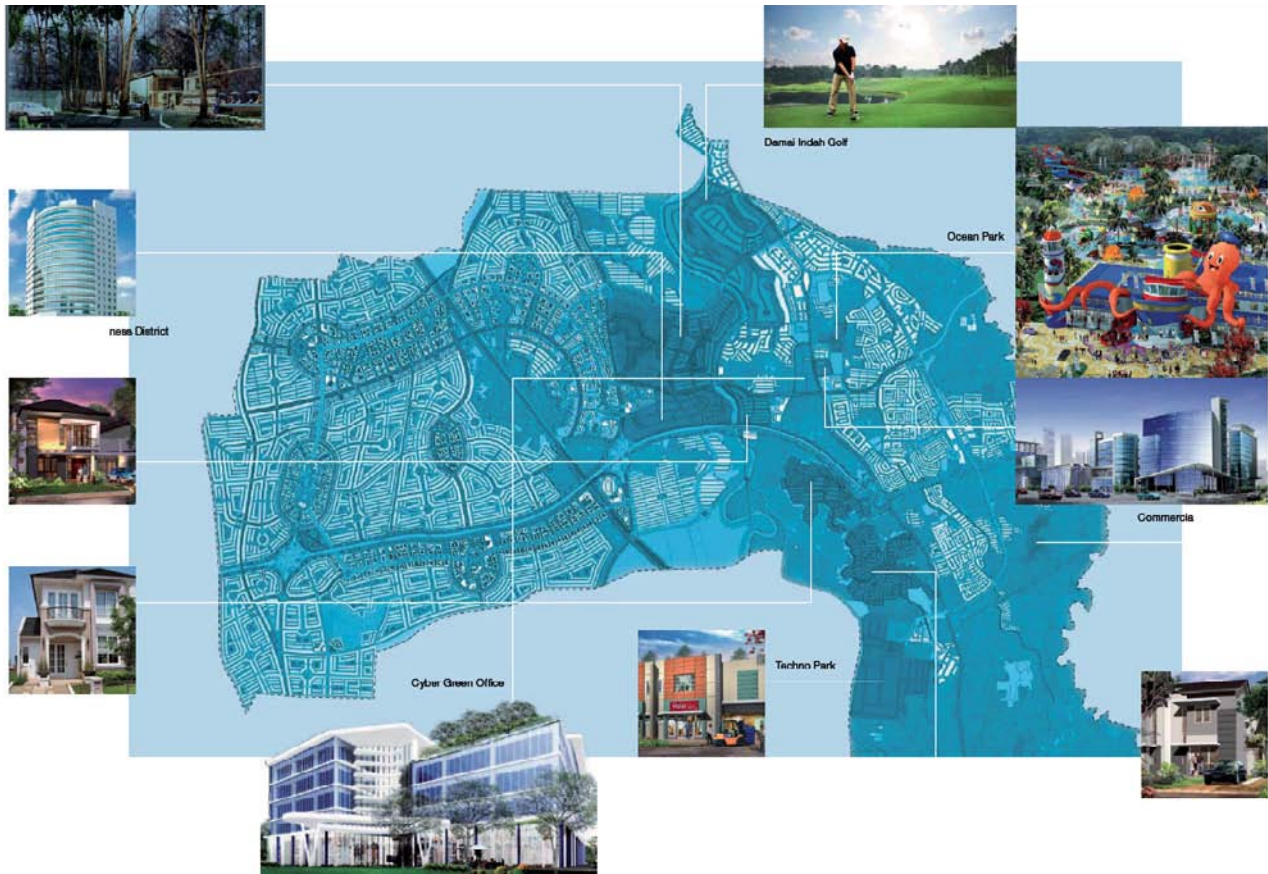 Damai Indah Golf
Ocean Park
ness District
Commercia
Techno Park
Cyber Green Office